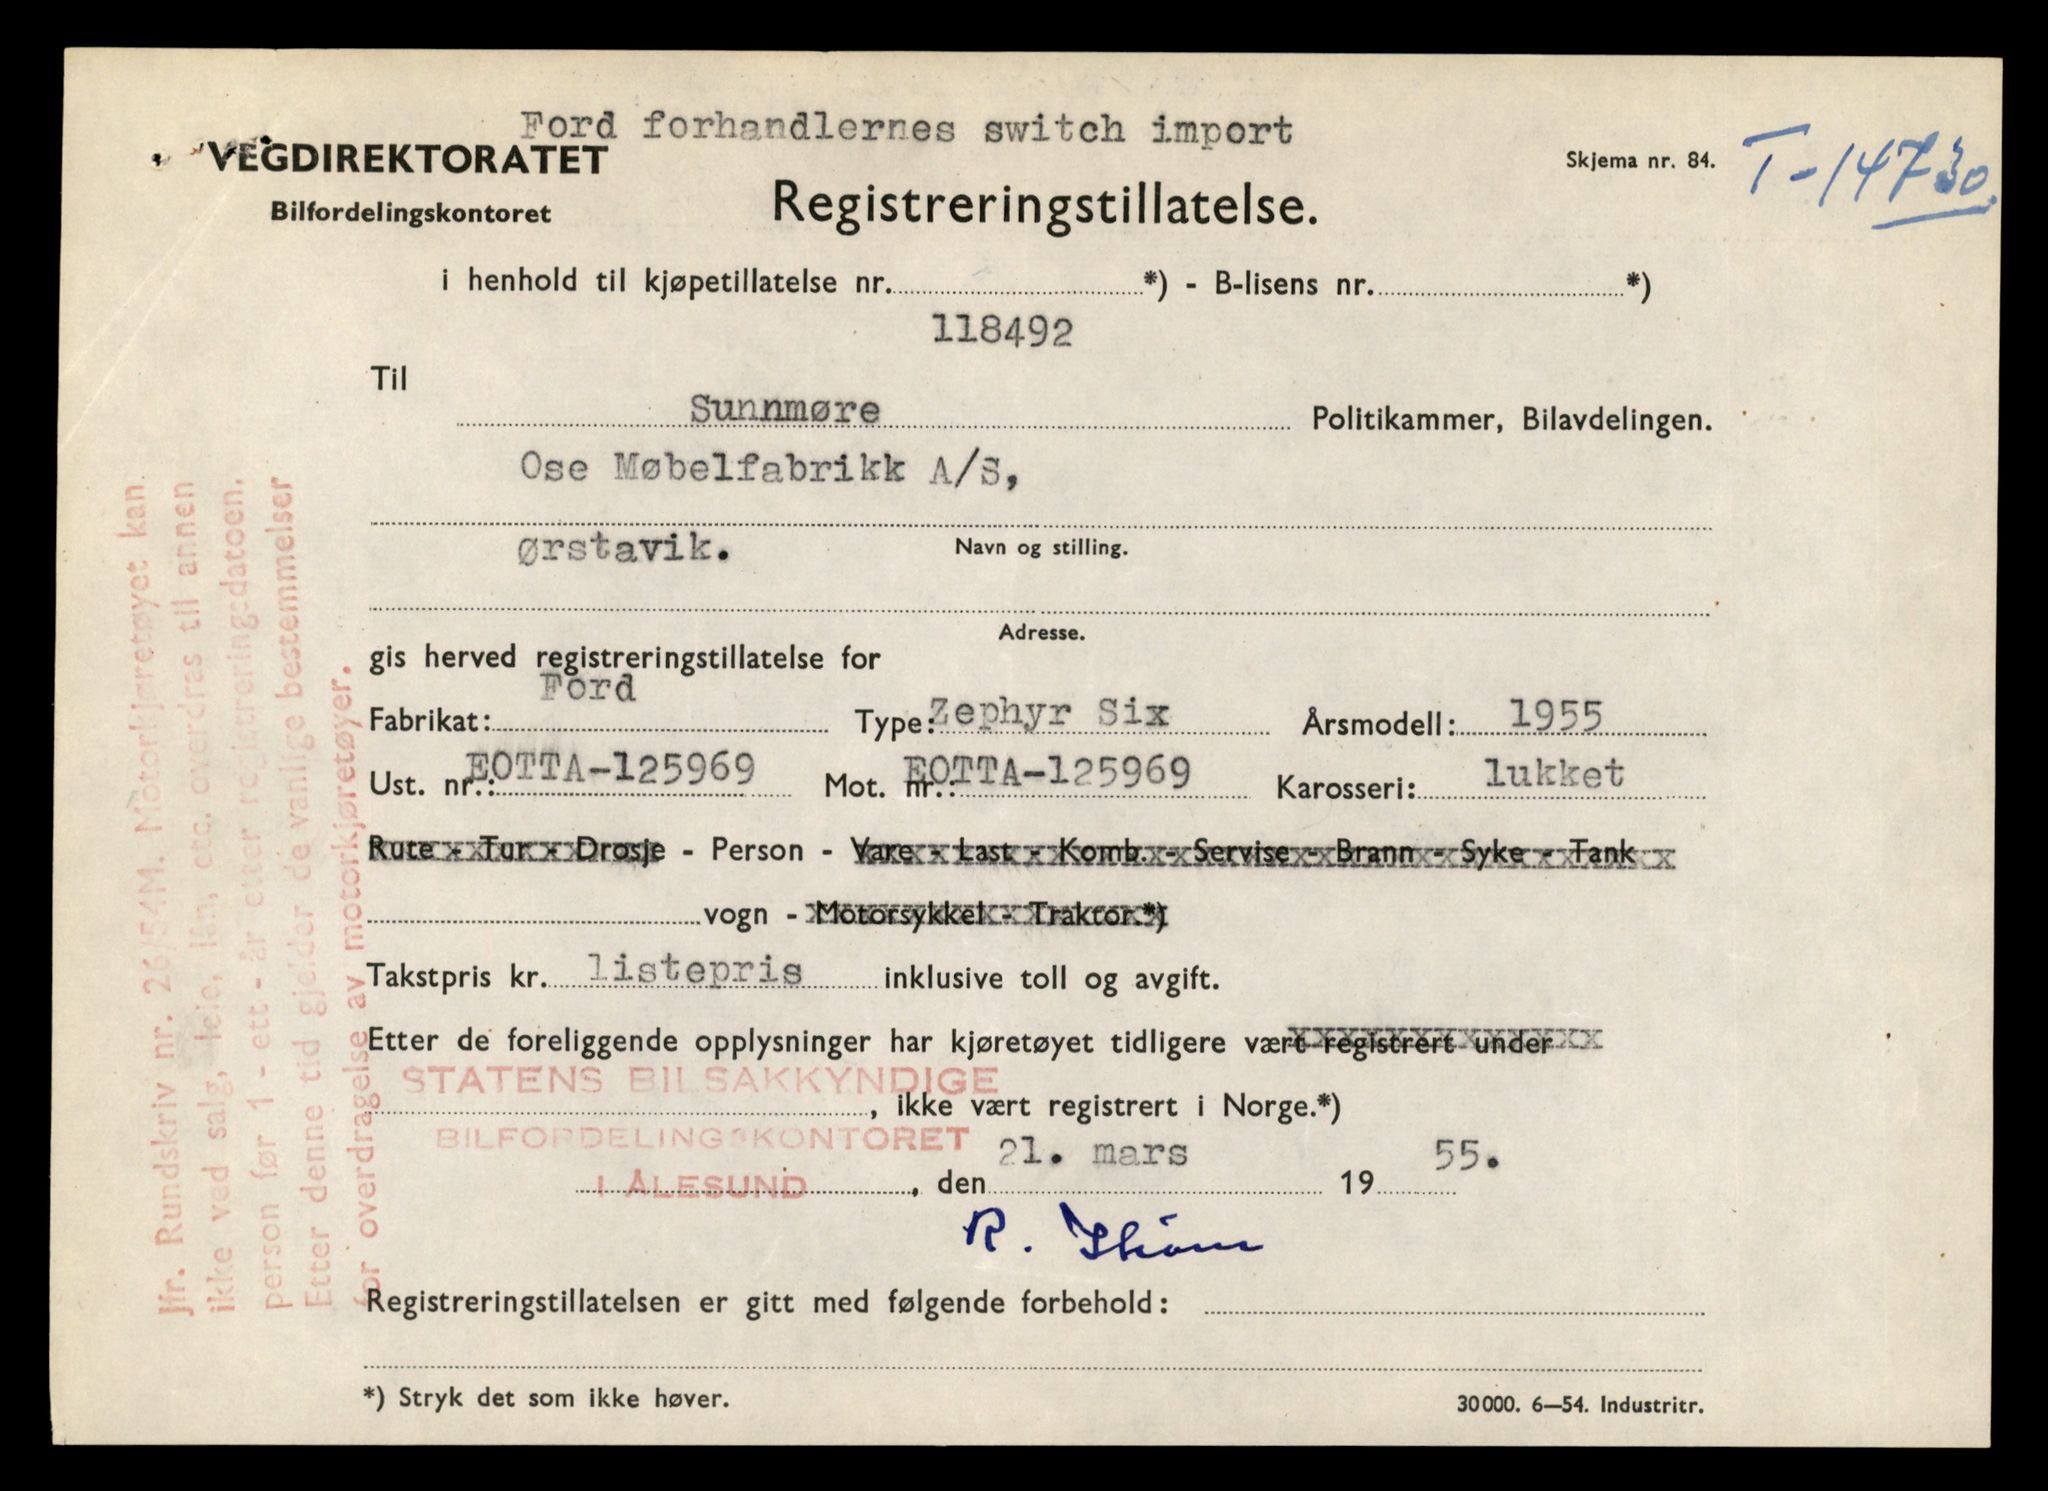 Ford forhandlernes switch import
VEGDIREKTORATET
Skjema nr. 84.
T-14730.
Bilfordelingskontoret
Registreringstillatelse.
i henhold til kjøpetillatelse nr. *) - B-lisens nr. *)
118492
Til
Sunnmøre Politikammer, Bilavdelingen.
Ose Møbelfabrikk A/S,
Ørstavik. Navn og stilling.
Adresse.
gis herved registreringstillatelse for
Fabrikat: Ford Type: Zephyr Six Årsmodell: 1955
Ust. nr.: EOTTA-125969 Mot. nr.: EOTTA-125969 Karosseri: lukket
Rute - Tur - Drosje - Person - Vare - Last - Komb. - Servise - Brann - Syke - Tank
vogn - Motorsykkel - Traktor.*)
Takstpris kr. listepris inklusive toll og avgift.
Etter de foreliggende opplysninger har kjøretøyet tidligere vært registrert under
STATENS BILSAKKYNDIGE
, ikke vært registrert i Norge.*)
BILFORDELINGSKONTORET
I ÅLESUND, den 21. mars 1955.
R.
Registreringstillatelsen er gitt med følgende forbehold:
*) Stryk det som ikke høver.
30000. 6—54. Industritr.
Jfr. Rundskriv nr. 26/54M. Motorkjøretøyet kan
ikke ved salg, leie, lån, etc. overdras til annen
person før 1 - ett - år etter registreringsdatoen.
Etter denne tid gjelder de vanlige bestemmelser
for overdragelse av motorkjøretøyer.